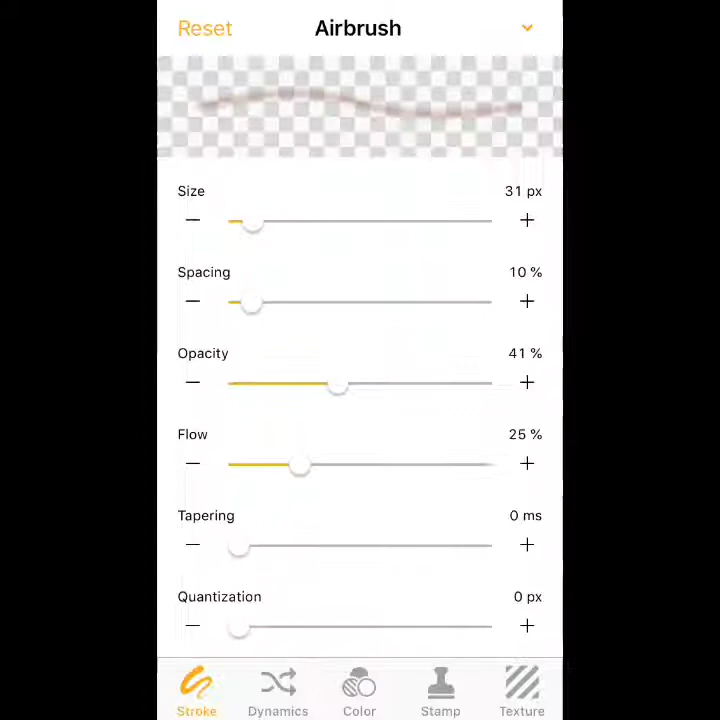 Reset Airbrush
Size 31 px
Spacing 10 %
Opacity 41 %
Flow 25 %
Tapering 0 ms
Quantization 0 px
Stroke Dynamics Color Stamp Texture